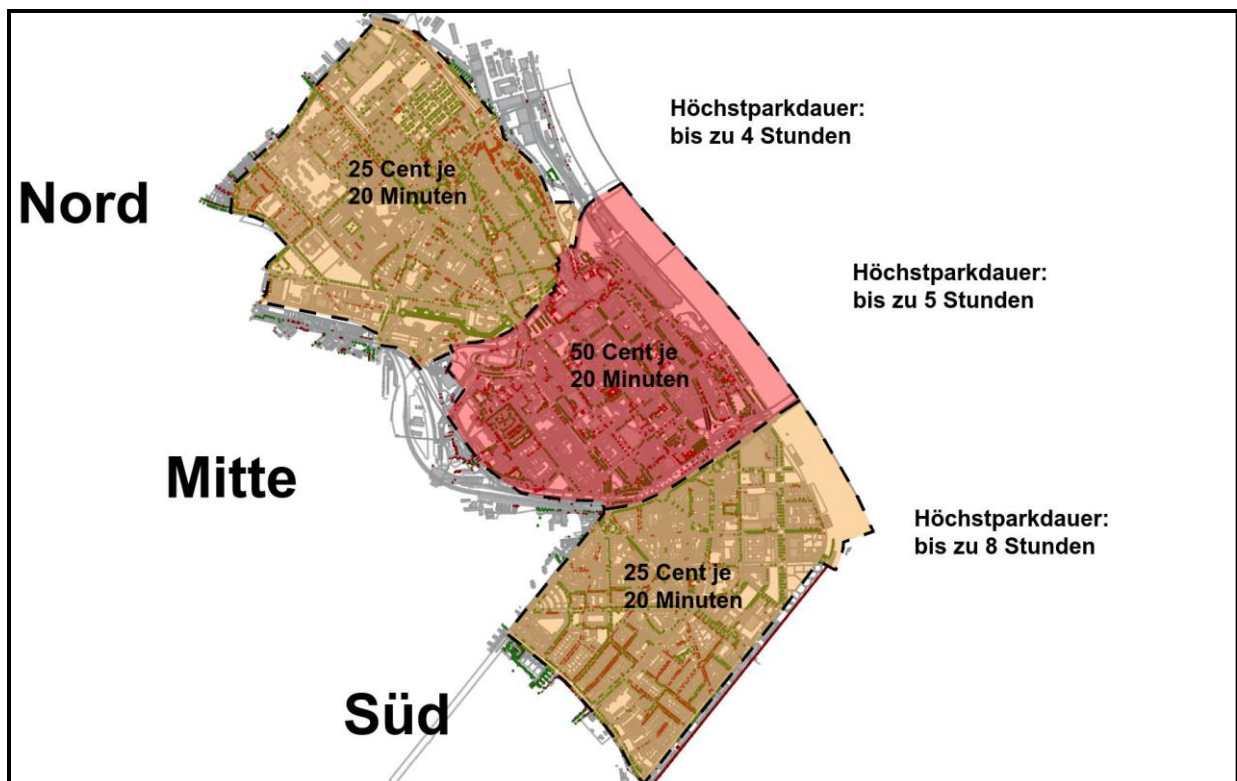 Höchstparkdauer:
bis zu 4 Stunden
25 Cent je
20 Minuten
Nord
Höchstparkdauer:
bis zu 5 Stunden
50 Cent je
20 Minuten
Mitte
Höchstparkdauer:
bis zu 8 Stunden
25 Cent je
20 Minuten
Süd